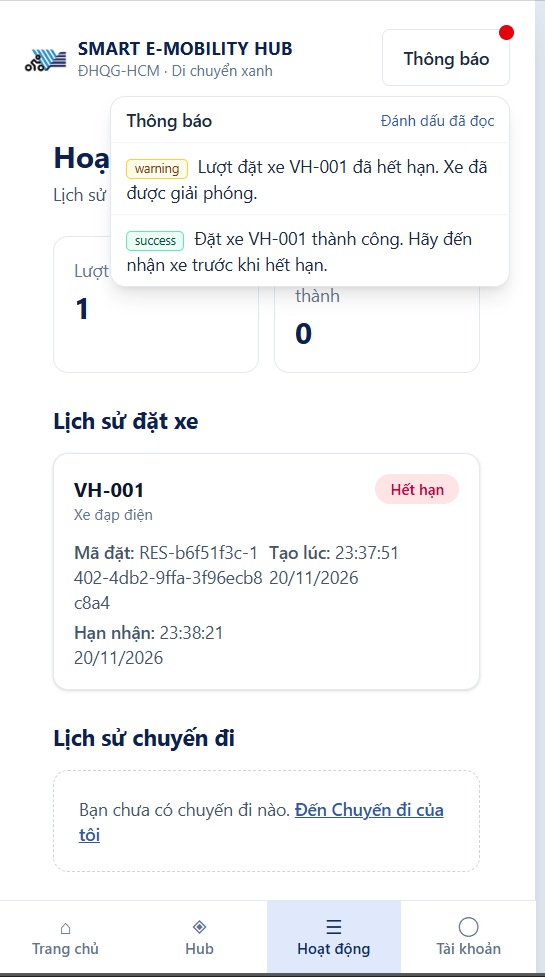 SMART E-MOBILITY HUB
ĐHQG-HCM · Di chuyển xanh
Thông báo
Thông báo
Đánh dấu đã đọc
warning Lượt đặt xe VH-001 đã hết hạn. Xe đã
được giải phóng.
success Đặt xe VH-001 thành công. Hãy đến
nhận xe trước khi hết hạn.
Hoạ
Lịch sử
Lượt
1
thành
0
Lịch sử đặt xe
VH-001
Hết hạn
Xe đạp điện
Mã đặt: RES-b6f51f3c-1
402-4db2-9ffa-3f96ecb8
c8a4
Tạo lúc: 23:37:51
20/11/2026
Hạn nhận: 23:38:21
20/11/2026
Lịch sử chuyến đi
Bạn chưa có chuyến đi nào. Đến Chuyến đi của
tôi
Trang chủ
Hub
Hoạt động
Tài khoản